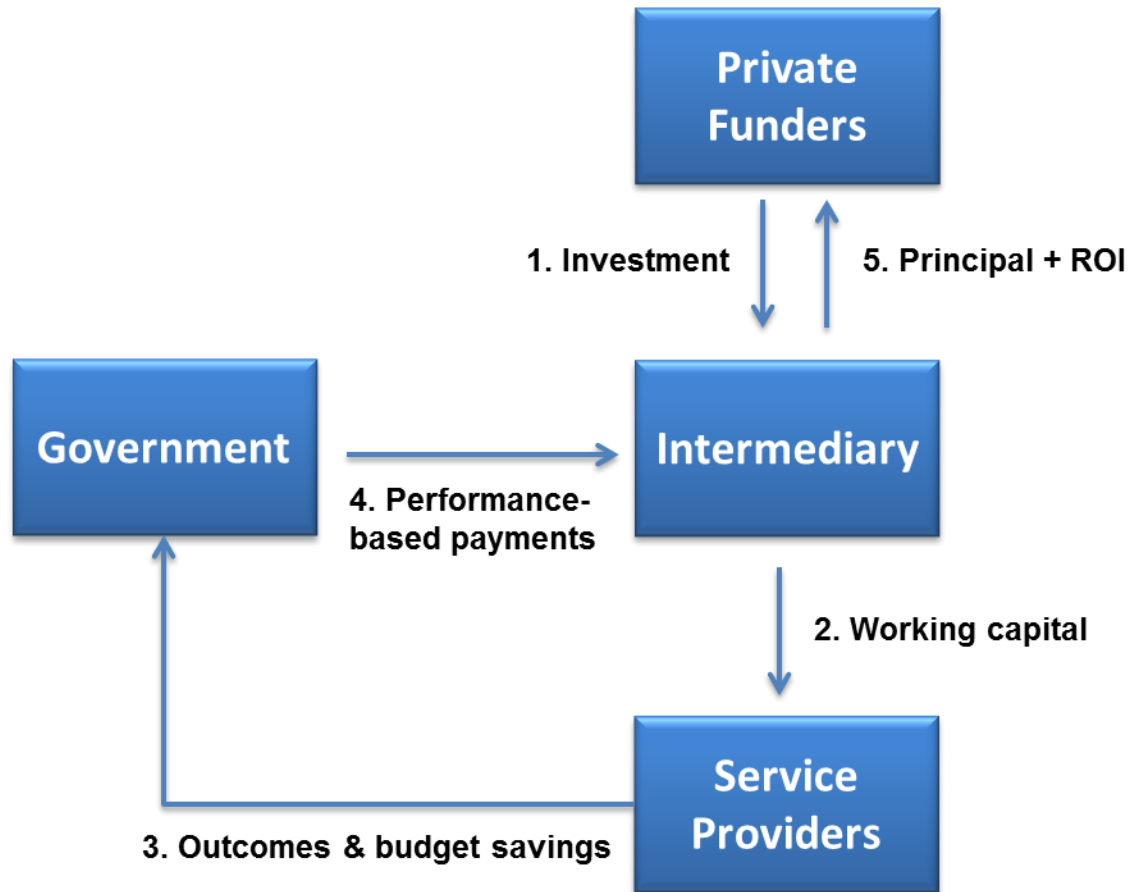 Private
Funders
1. Investment
5. Principal + ROI
Government
Intermediary
4. Performance-
based payments
2. Working capital
Service
Providers
3. Outcomes & budget savings